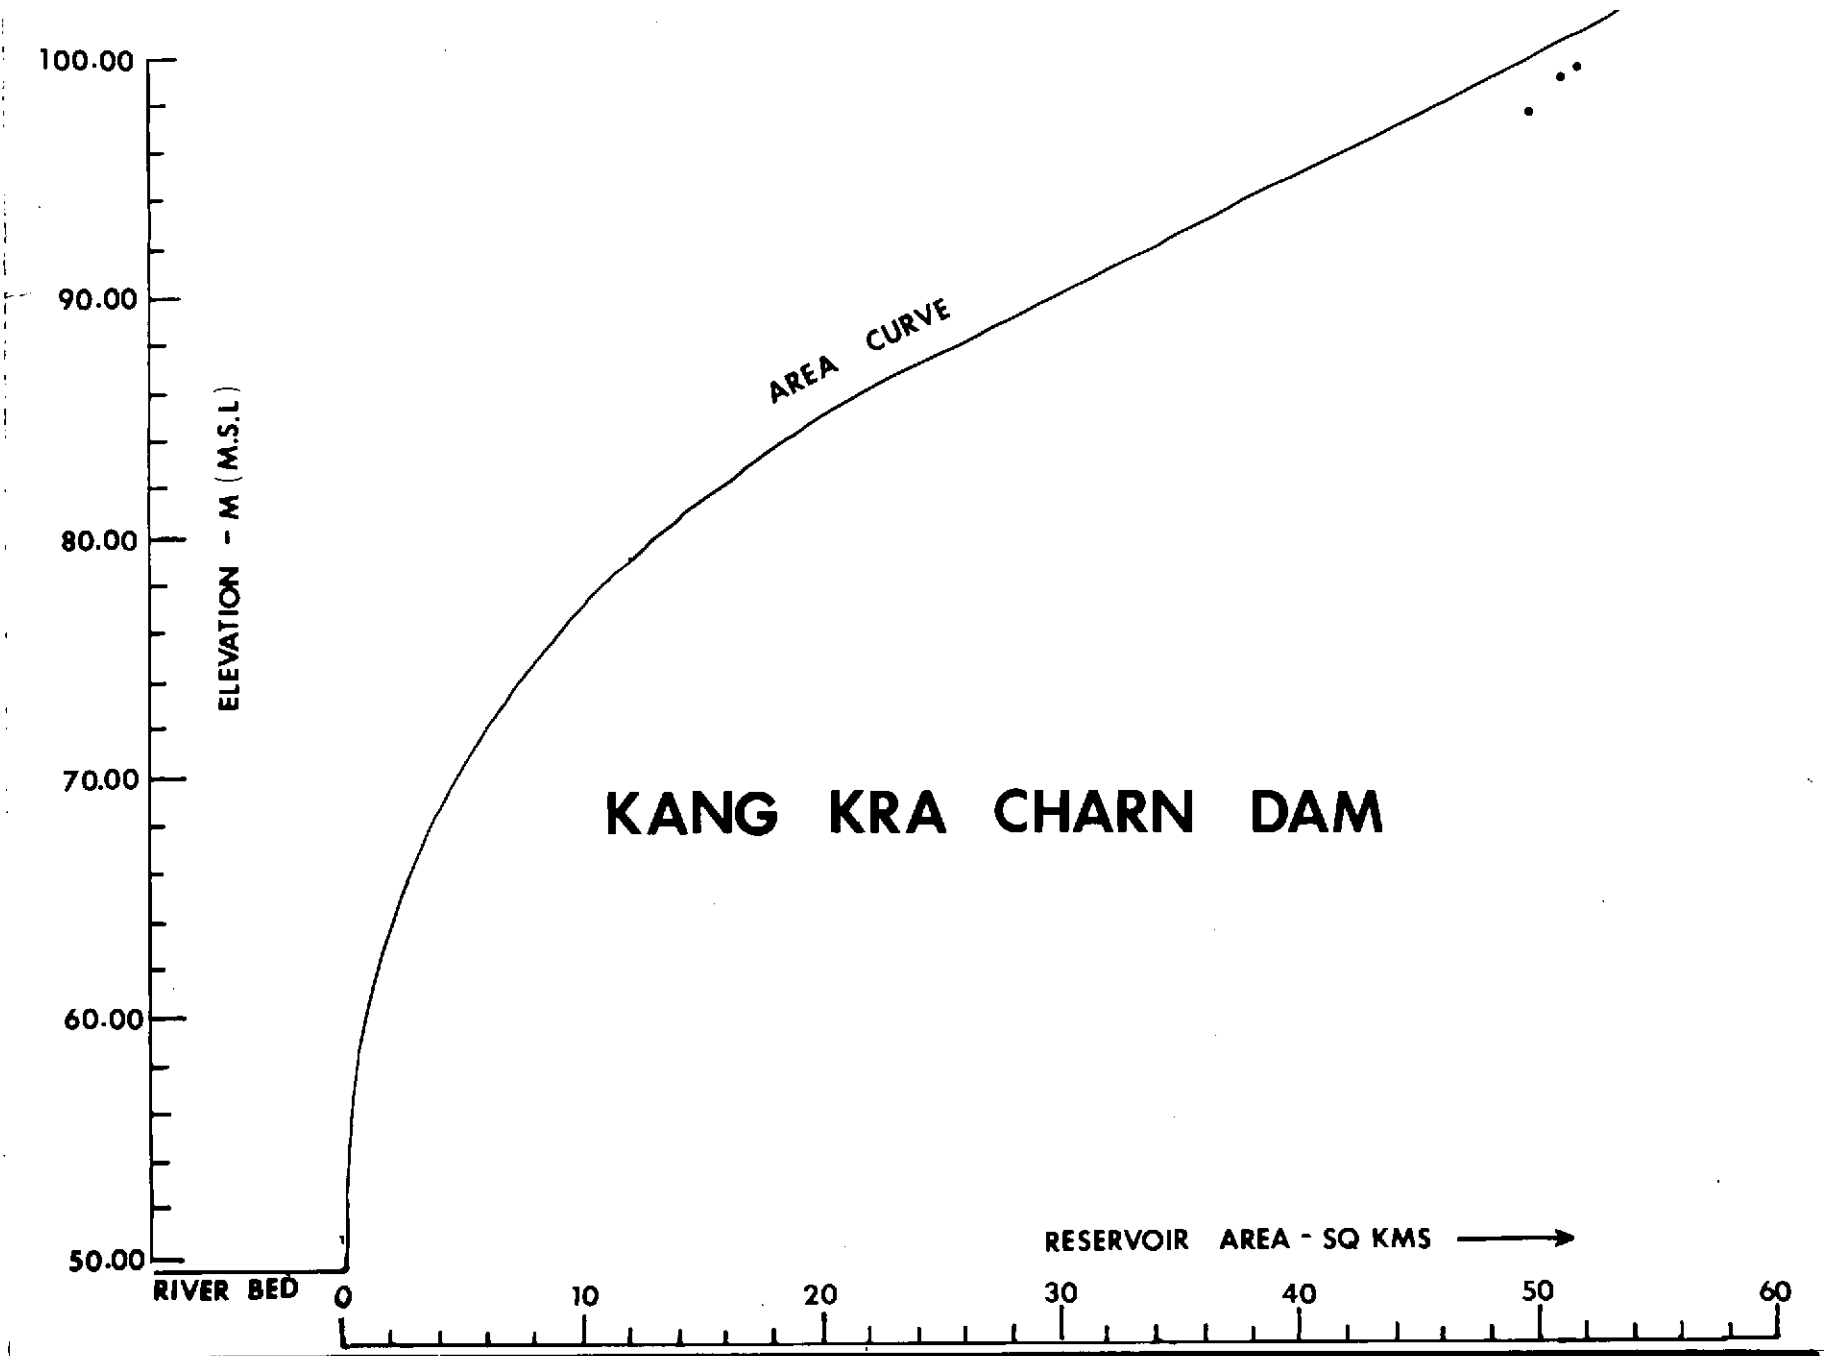 100.00
90.00
80.00
70.00
60.00
50.00
ELEVATION - M (M.S.L)
AREA CURVE
KANG KRA CHARN DAM
RESERVOIR AREA - SQ KMS
RIVER BED
0 10 20 30 40 50 60